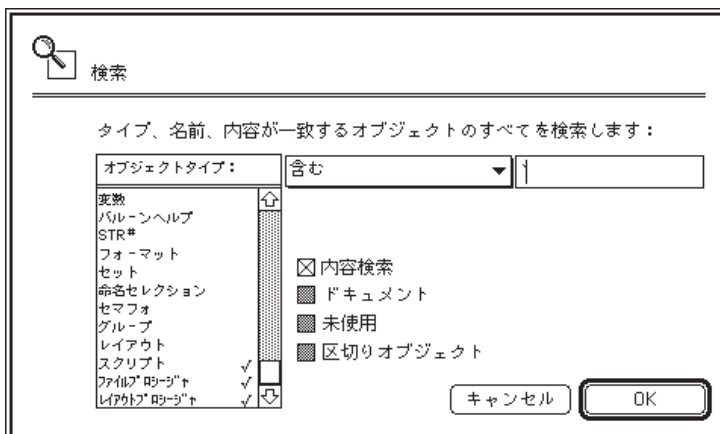 検索
タイプ、名前、内容が一致するオブジェクトのすべてを検索します：
オブジェクトタイプ：
含む
変数
バルーンヘルプ
STR#
フォーマット
セット
命名セレクション
セマフォ
グループ
レイアウト
スクリプト ✓
ファイルプロシージャ ✓
レイアウトプロシージャ ✓
内容検索
ドキュメント
未使用
区切りオブジェクト
キャンセル
OK